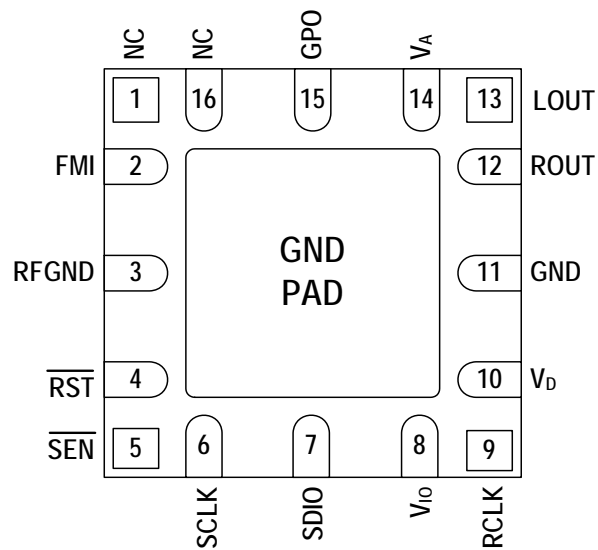 NC
NC
GPO
VA
1
16
15
14
13
LOUT
FMI
2
12
ROUT
GND
PAD
RFGND
3
11
GND
RST
4
10
VD
SEN
5
6
7
8
9
SCLK
SDIO
VIO
RCLK